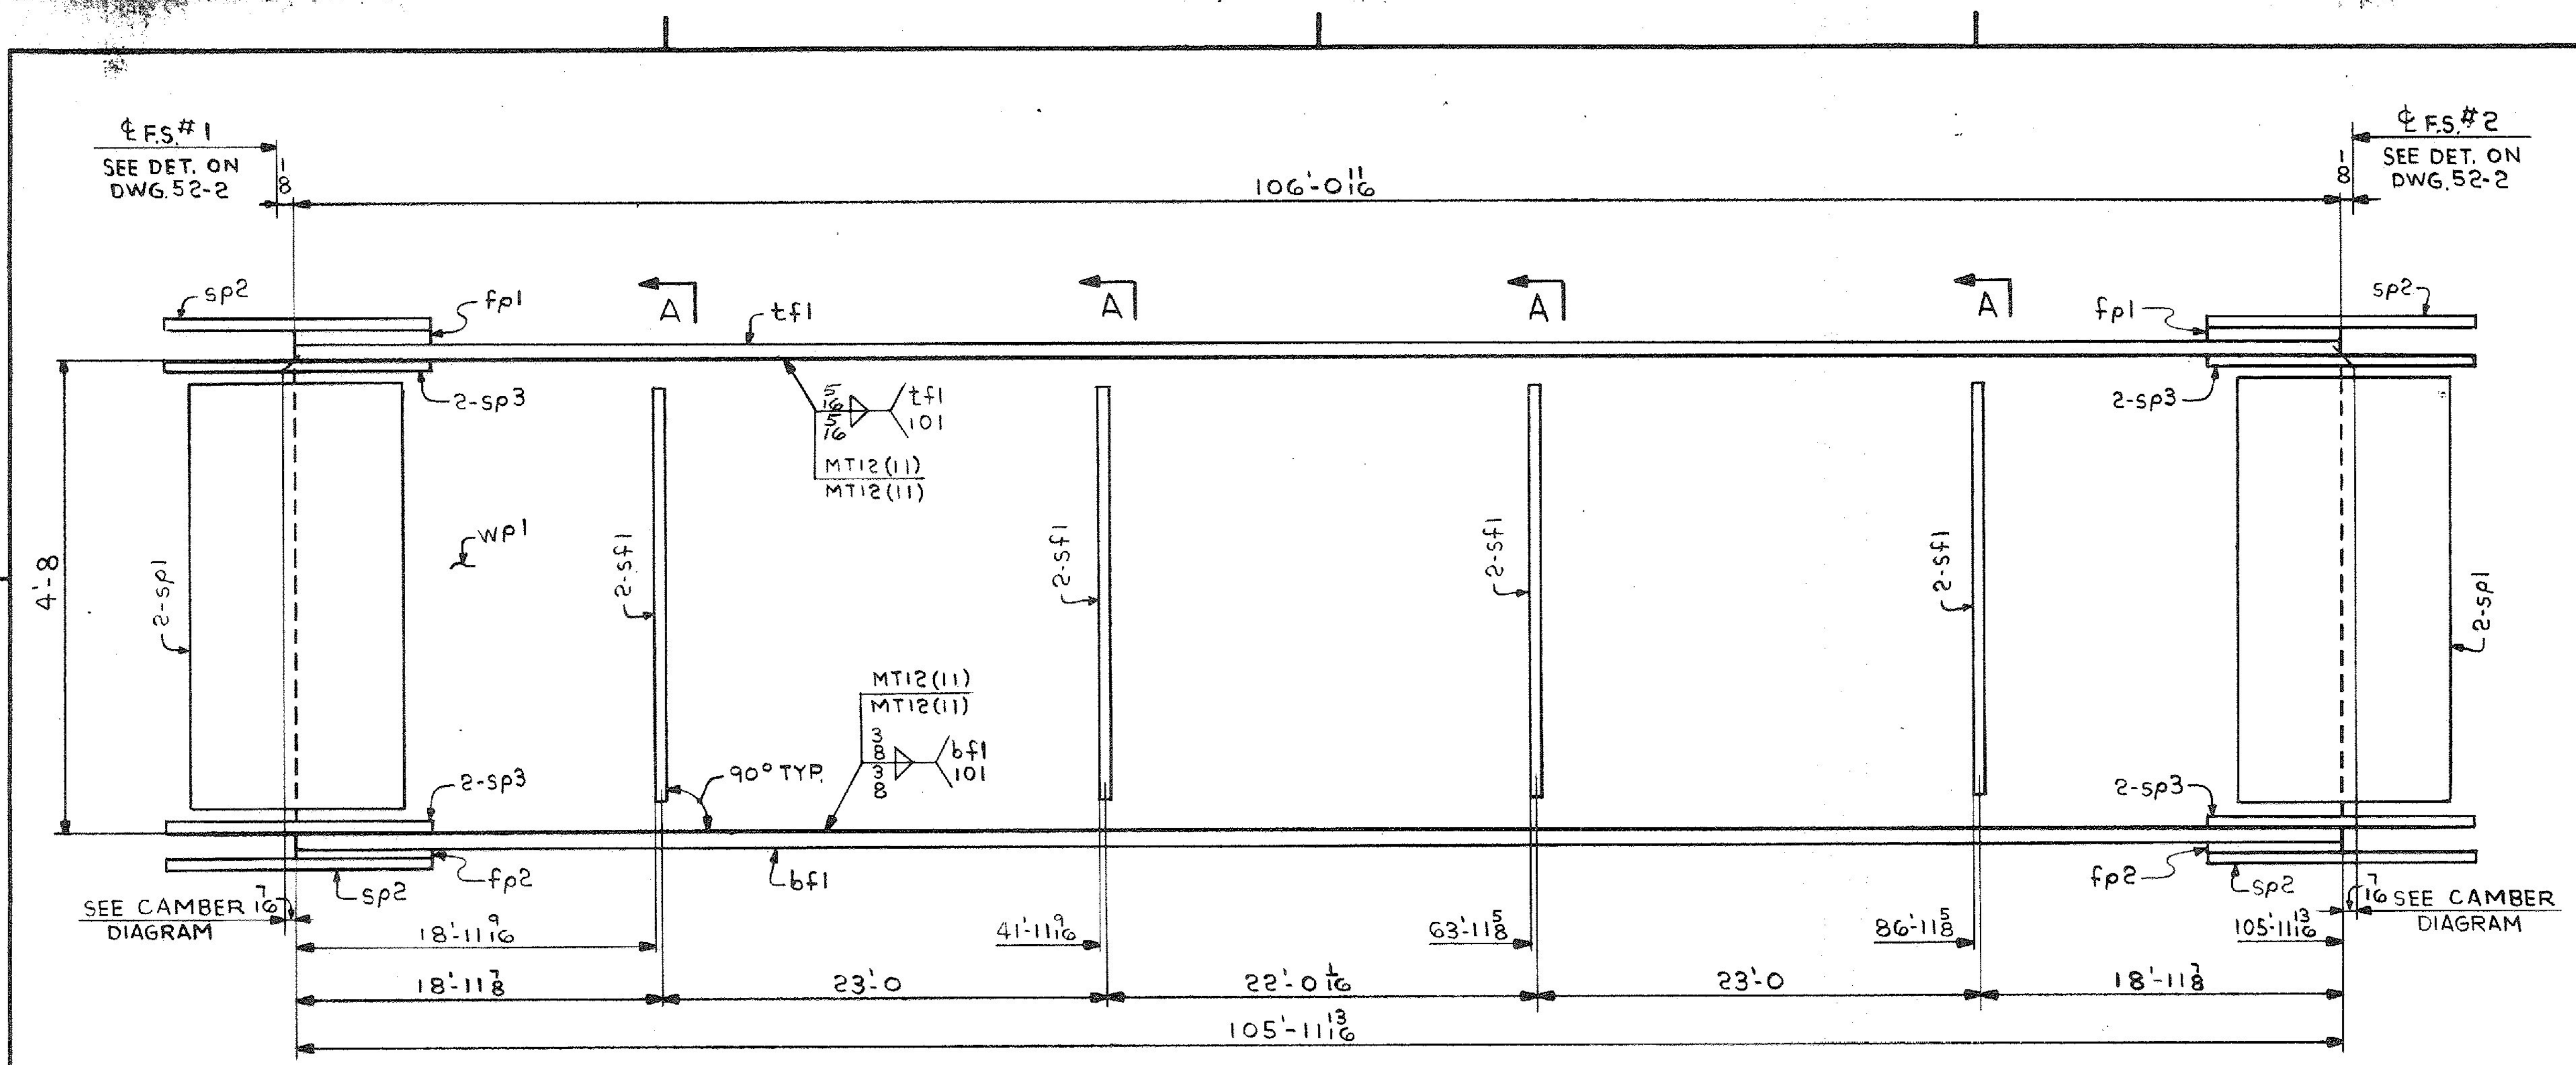 ℄ F.S.#1
SEE DET. ON
DWG.52-2
1/8
106'-0 11/16
1/8
℄ F.S.#2
SEE DET. ON
DWG.52-2
sp2
fp1
tf1
A
A
A
A
fp1
sp2
2-sp3
5/16
5/16
tf1
101
MT12(11)
MT12(11)
2-sp3
4'-8
2-sp1
wp1
2-sf1
2-sf1
2-sf1
2-sf1
2-sp1
MT12(11)
MT12(11)
3/8
3/8
bf1
101
90° TYP.
2-sp3
2-sp3
sp2
fp2
bf1
fp2
sp2
SEE CAMBER
DIAGRAM
7/16
7/16
SEE CAMBER
DIAGRAM
18'-11 9/16
41'-11 9/16
63'-11 5/8
86'-11 5/8
105'-11 13/16
18'-11 7/8
23'-0
22'-0 1/16
23'-0
18'-11 7/8
105'-11 13/16